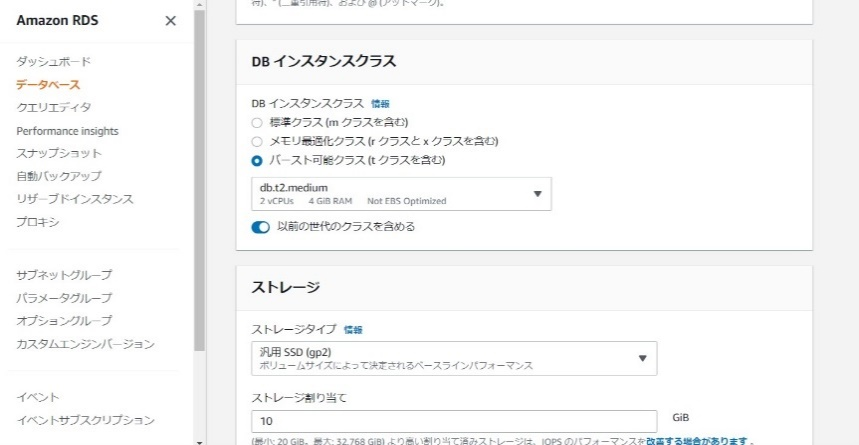 Amazon RDS
ダッシュボード
データベース
クエリエディタ
Performance insights
スナップショット
自動バックアップ
リザーブドインスタンス
プロキシ
サブネットグループ
パラメータグループ
オプショングループ
カスタムエンジンバージョン
イベント
イベントサブスクリプション
符)、" (二重引用符)、および @ (アットマーク)。
DB インスタンスクラス
DB インスタンスクラス 情報
標準クラス (m クラスを含む)
メモリ最適化クラス (r クラスと x クラスを含む)
バースト可能クラス (t クラスを含む)
db.t2.medium
2 vCPUs 4 GiB RAM Not EBS Optimized
以前の世代のクラスを含める
ストレージ
ストレージタイプ 情報
汎用 SSD (gp2)
ボリュームサイズによって決定されるベースラインパフォーマンス
ストレージ割り当て
10 GiB
(最小: 20 GiB、最大: 32,768 GiB) より高い割り当て済みストレージは、IOPS のパフォーマンスを改善する場合があります 。